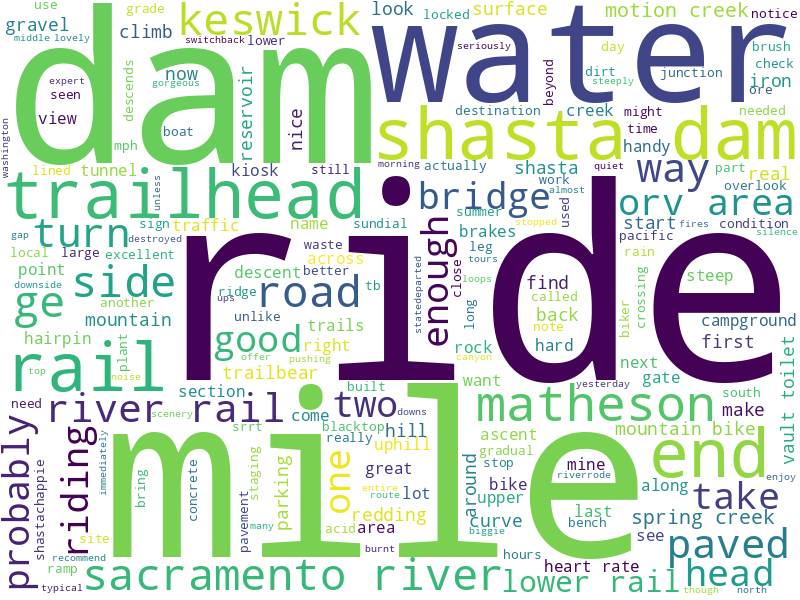 use
grade
keswick
look
locked
surface
motion creek
gravel
climb
middle
lovely
switchback
lower
seriously
day
notice
brush
dam
water
expert
steeply
check
seen
now
gorgeous
dirt
junction
iron
descends
reservoir
nice
beyond
destination
creek
might
needed
ore
view
mph
boat
shasta dam
time
handy
washington
lined
tunnel
kiosk
still
morning
actually
quiet
part
real
way
trailhead
unless
shasta
work
almost
overlook
bridge
orv area
sign
traffic
name
sundial
summer
stopped
used
fires
condition
turn
gap
destroyed
brakes
start
pacific
silence
local
large
excellent
waste
across
leg
tours
rain
side
point
descent
better
enough
close
find
steep
ge
another
ridge
tb
road
statedeparted
loops
long
called
back
biker
crossing
mountain
downside
ups
unlike
note
campground
ride
hairpin
plant
good
trails
rock
hard
first
top
noise
offer
pushing
right
canyon
vault toilet
rail
trailbear
yesterday
next
gate
section
built
want
south
river rail
need
scenery
come
two
downs
matheson
make
probably
riding
srrt
blacktop
really
hill
ascent
mountain bike
end
mile
immediately
concrete
one
uphill
gradual
stop
mine
staging
parking
entire
great
around
bike
along
take
shastachappie
bring
route
lot
upper
last
site
pavement
many
acid
area
redding
curve
bench
spring creek
biggie
riverrode
see
enjoy
paved
ramp
burnt
hours
heart rate
typical
recommend
sacramento river
lower rail
head
though
north